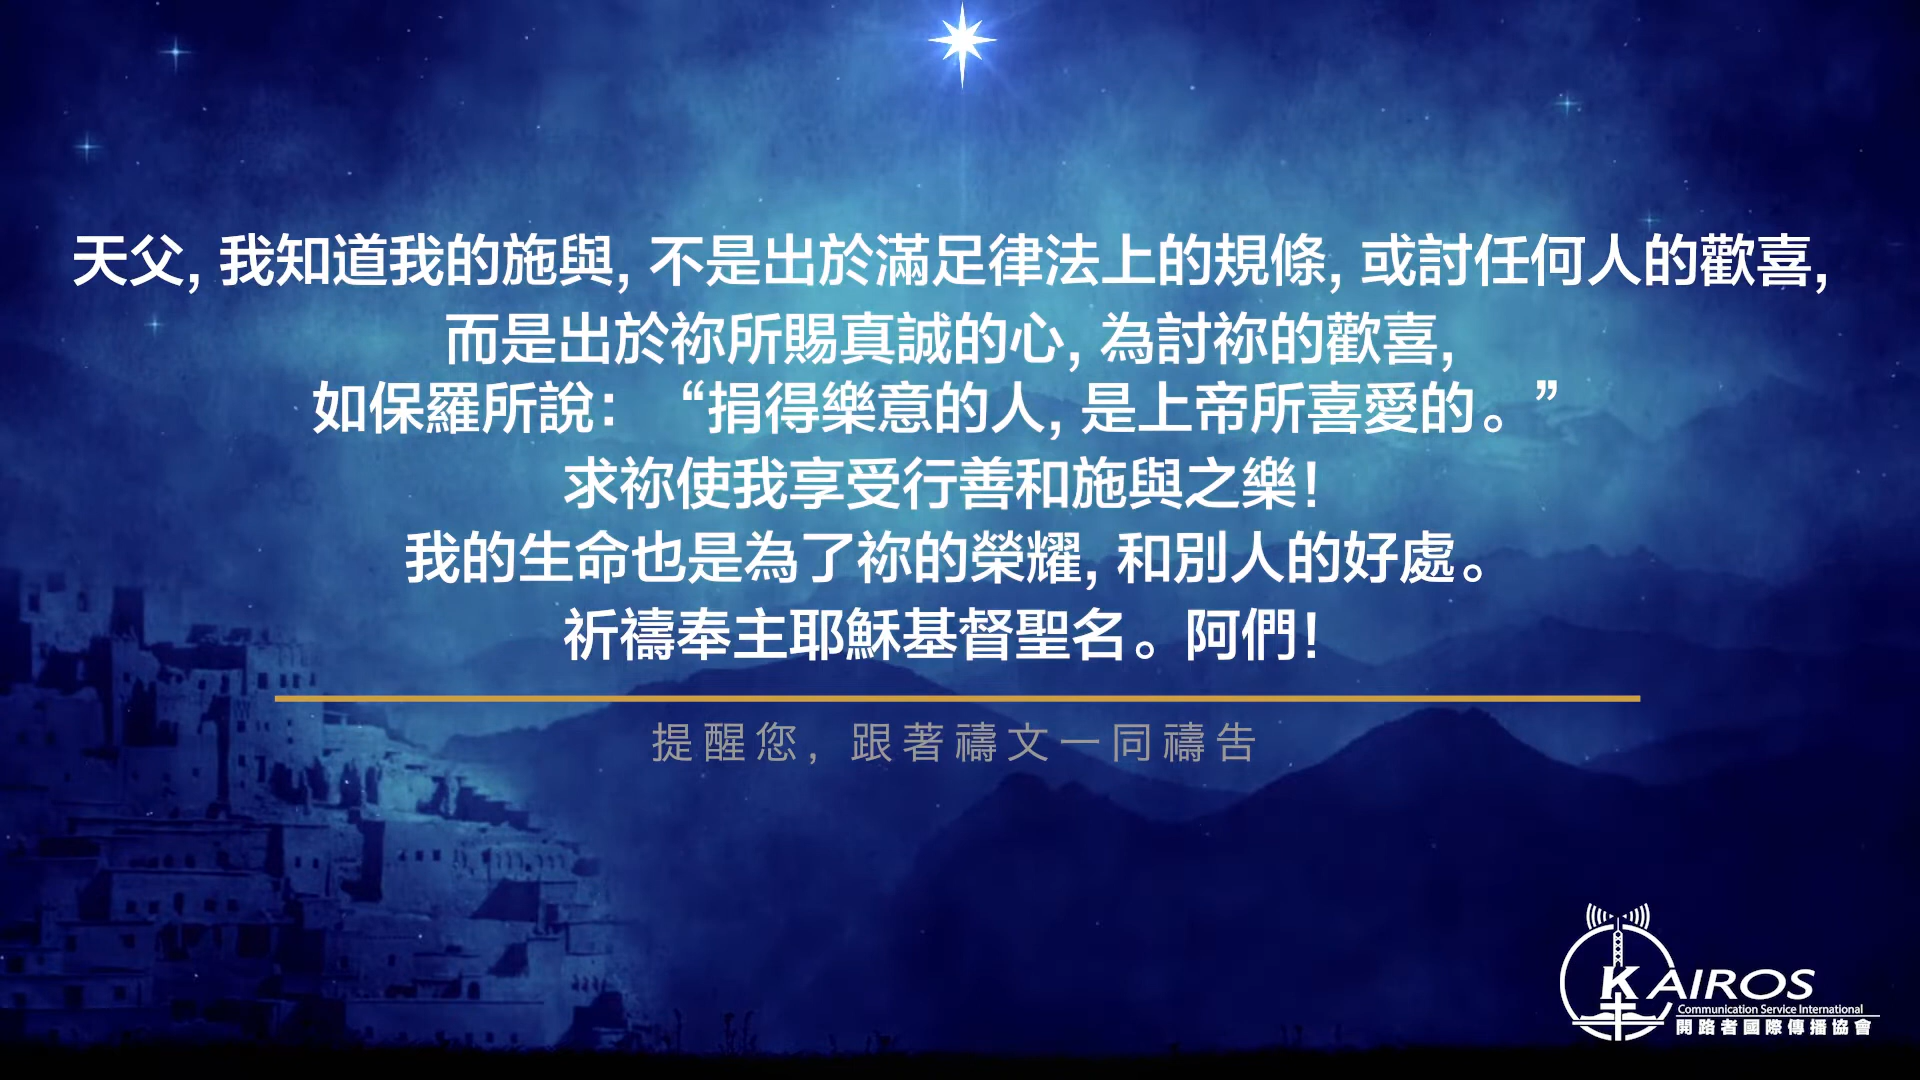 天父, 我知道我的施與, 不是出於滿足律法上的規條, 或討任何人的歡喜,
而是出於祢所賜真誠的心, 為討祢的歡喜,
如保羅所說：“捐得樂意的人, 是上帝所喜愛的。”
求祢使我享受行善和施與之樂！
我的生命也是為了祢的榮耀, 和別人的好處。
祈禱奉主耶穌基督聖名。阿們！
提醒您, 跟著禱文一同禱告
KAIROS
Communication Service International
開路者國際傳播協會